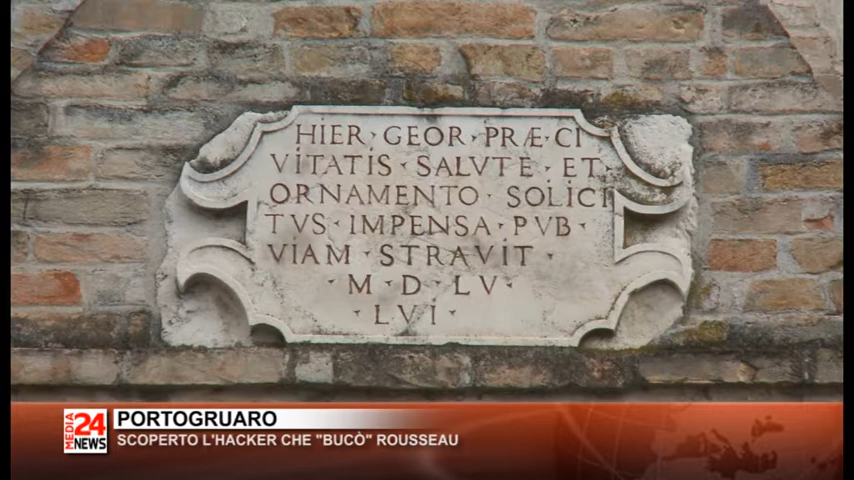 HIER · GEOR · PRÆ · CI
VITATIS · SALVTE · ET
ORNAMENTO · SOLICI
TVS · IMPENSA · PVB ·
VIAM · STRAVIT ·
· M · D · LV ·
· LVI ·
MEDIA 24 NEWS
PORTOGRUARO
SCOPERTO L'HACKER CHE "BUCÒ" ROUSSEAU